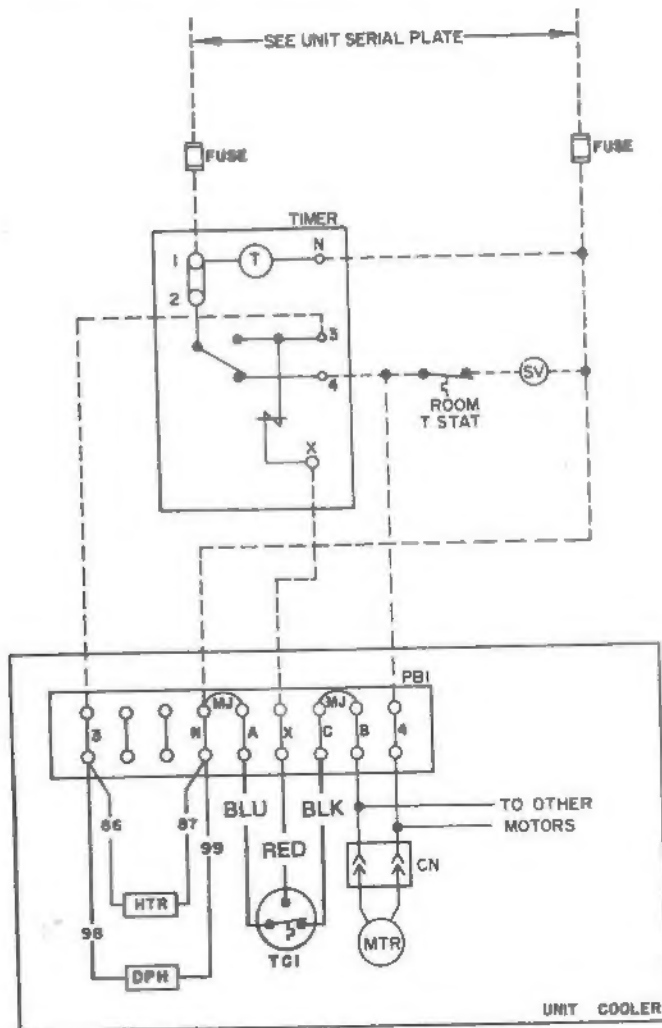 SEE UNIT SERIAL PLATE
FUSE
FUSE
TIMER
N
1
T
2
3
4
SV
ROOM
T STAT
X
PB1
MJ
MJ
3
N
A
X
C
B
4
BLU
BLK
TO OTHER
MOTORS
86
87
99
RED
CN
HTR
98
MTR
TC1
DPH
UNIT COOLER